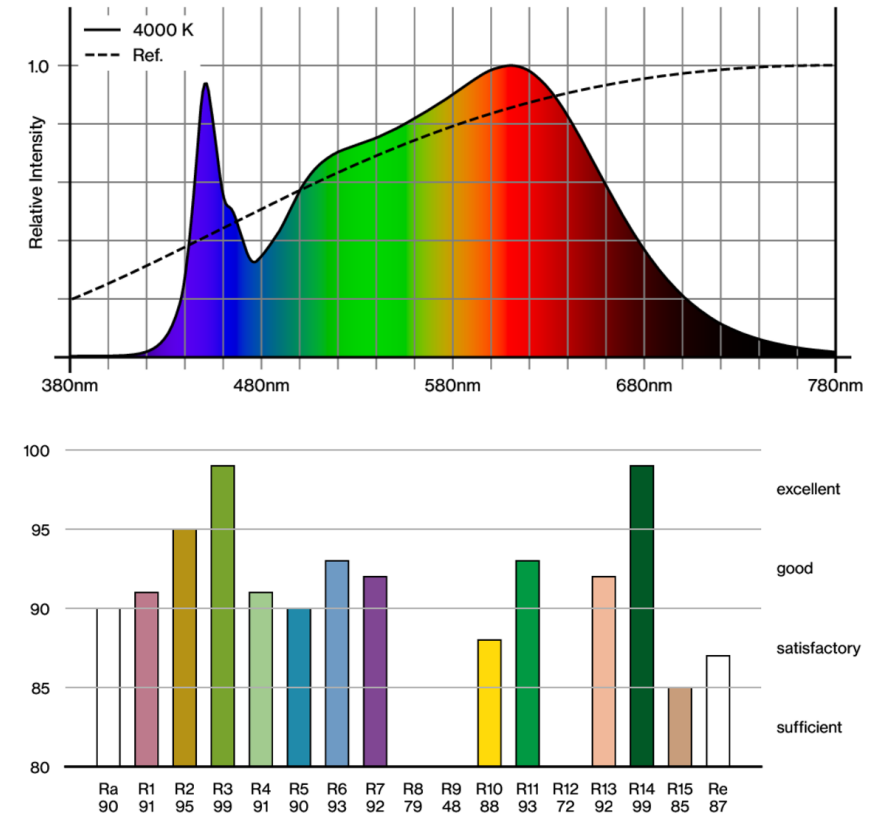 4000 K
Ref.
1.0
Relative Intensity
380nm 480nm 580nm 680nm 780nm
100
excellent
95
good
90
satisfactory
85
sufficient
80
Ra R1 R2 R3 R4 R5 R6 R7 R8 R9 R10 R11 R12 R13 R14 R15 Re
90 91 95 99 91 90 93 92 79 48 88 93 72 92 99 85 87